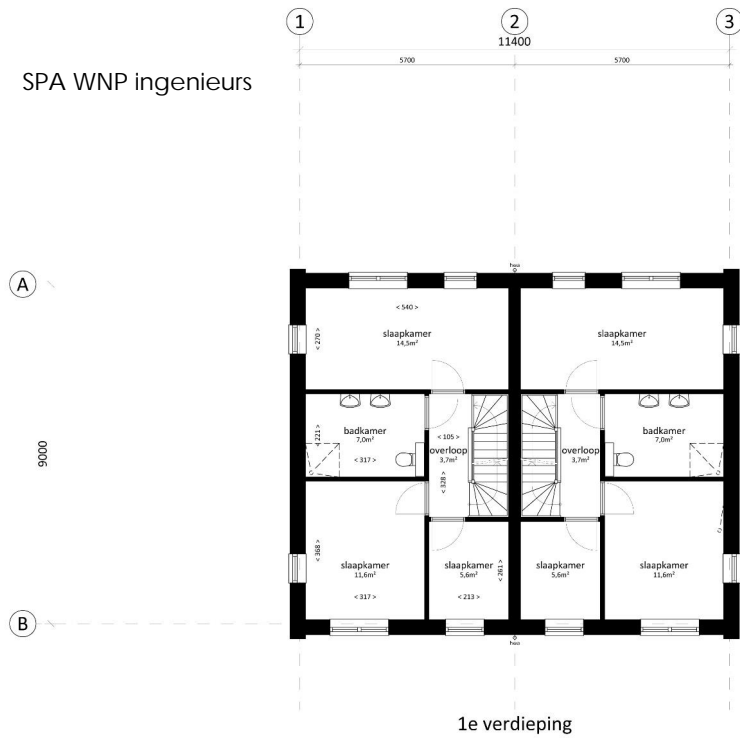 1
2
3
11400
5700
5700
SPA WNP ingenieurs
hwa
A
< 540 >
slaapkamer
14,5m²
slaapkamer
14,5m²
< 270 >
badkamer
7,0m²
< 221 >
< 317 >
< 105 >
overloop
3,7m²
< 328 >
overloop
3,7m²
badkamer
7,0m²
9000
< 368 >
slaapkamer
11,6m²
< 317 >
slaapkamer
5,6m²
< 261 >
< 213 >
slaapkamer
5,6m²
slaapkamer
11,6m²
B
hwa
1e verdieping